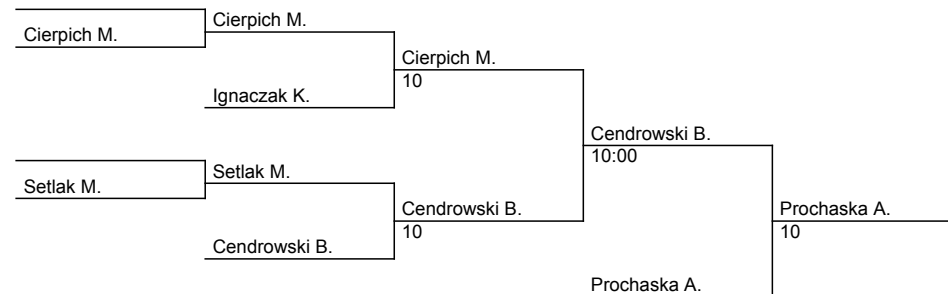 Cierpich M.
Cierpich M.
Cierpich M.
10
Ignaczak K.
Cendrowski B.
10:00
Setlak M.
Setlak M.
Cendrowski B.
10
Prochaska A.
10
Cendrowski B.
Prochaska A.